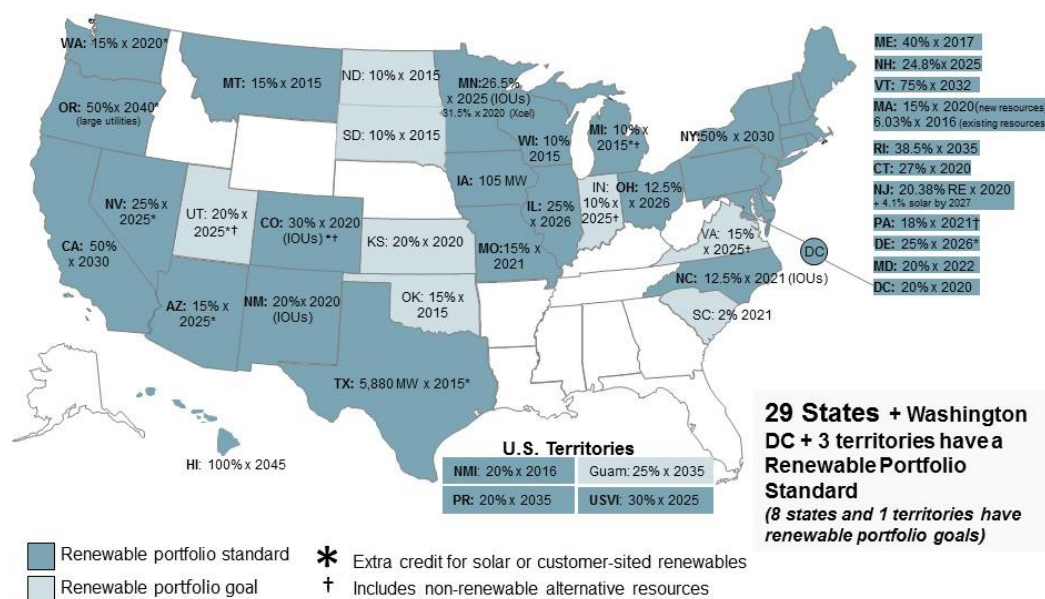 WA: 15% x 2020*
MT: 15% x 2015
ND: 10% x 2015
MN:26.5%
x 2025 (IOUs)
31.5% x 2020 (Xcel)
OR: 50%x 2040*
(large utilities)
SD: 10% x 2015
WI: 10%
2015
MI: 10% x
2015*†
NY:50% x 2030
IA: 105 MW
NV: 25% x
2025*
UT: 20% x
2025*†
CO: 30% x 2020
(IOUs) *†
KS: 20% x 2020
IL: 25%
x 2026
IN:
10% x
2025†
OH: 12.5%
x 2026
CA: 50%
x 2030
MO:15% x
2021
VA: 15%
x 2025†
DC
AZ: 15% x
2025*
NM: 20%x 2020
(IOUs)
OK: 15% x
2015
NC: 12.5% x 2021 (IOUs)
SC: 2% 2021
TX: 5,880 MW x 2015*
HI: 100% x 2045
ME: 40% x 2017
NH: 24.8%x 2025
VT: 75% x 2032
MA: 15% x 2020(new resources)
6.03% x 2016 (existing resources
RI: 38.5% x 2035
CT: 27% x 2020
NJ: 20.38% RE x 2020
+ 4.1% solar by 2027
PA: 18% x 2021†
DE: 25% x 2026*
MD: 20% x 2022
DC: 20% x 2020
U.S. Territories
NMI: 20% x 2016
Guam: 25% x 2035
PR: 20% x 2035
USVI: 30% x 2025
29 States + Washington
DC + 3 territories have a
Renewable Portfolio
Standard
(8 states and 1 territories have
renewable portfolio goals)
Renewable portfolio standard
* Extra credit for solar or customer-sited renewables
Renewable portfolio goal
† Includes non-renewable alternative resources